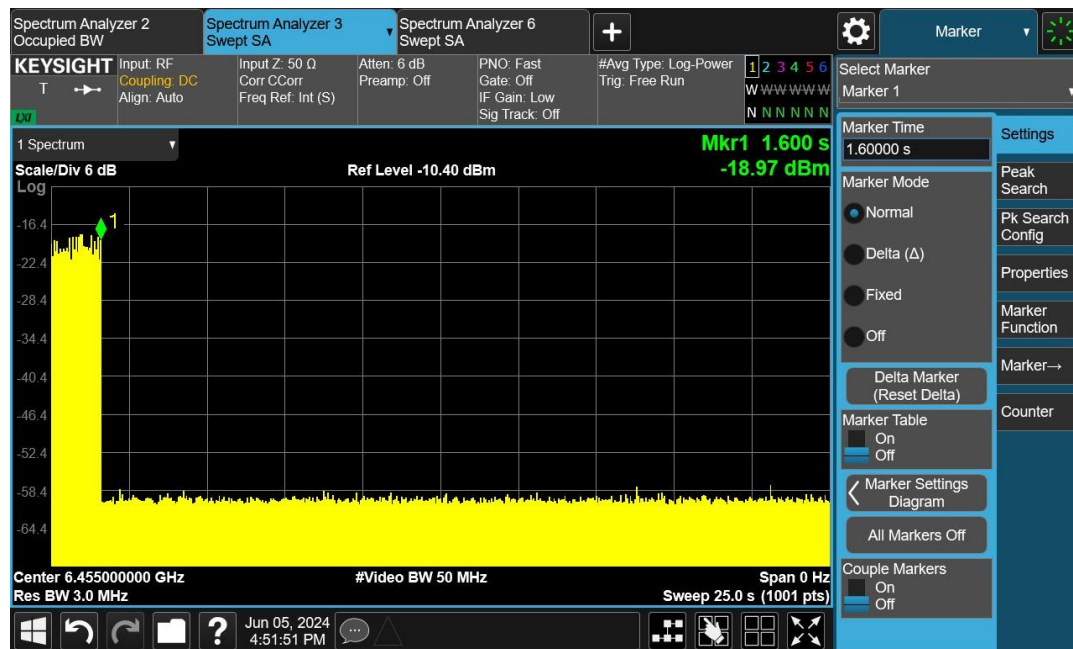 Spectrum Analyzer 2
Occupied BW
Spectrum Analyzer 3
Swept SA
Spectrum Analyzer 6
Swept SA
Marker
KEYSIGHT
T
LXI
Input: RF
Coupling: DC
Align: Auto
Input Z: 50 Ω
Corr CCorr
Freq Ref: Int (S)
Atten: 6 dB
Preamp: Off
PNO: Fast
Gate: Off
IF Gain: Low
Sig Track: Off
#Avg Type: Log-Power
Trig: Free Run
1 2 3 4 5 6
W W W W W W
N N N N N N
Select Marker
Marker 1
1 Spectrum
Scale/Div 6 dB
Ref Level -10.40 dBm
Mkr1 1.600 s
-18.97 dBm
Log
1
-16.4
-22.4
-28.4
-34.4
-40.4
-46.4
-52.4
-58.4
-64.4
Center 6.455000000 GHz
#Video BW 50 MHz
Span 0 Hz
Res BW 3.0 MHz
Sweep 25.0 s (1001 pts)
Marker Time
1.60000 s
Marker Mode
Normal
Delta (Δ)
Fixed
Off
Delta Marker
(Reset Delta)
Marker Table
On
Off
Marker Settings
Diagram
All Markers Off
Couple Markers
On
Off
Settings
Peak
Search
Pk Search
Config
Properties
Marker
Function
Marker→
Counter
?
Jun 05, 2024
4:51:51 PM